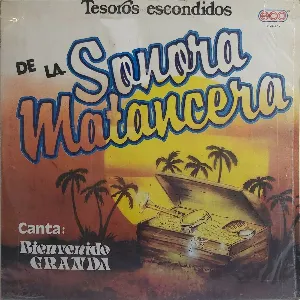 Tesoros escondidos
DE LA Sonora
Matancera
Canta:
Bienvenido
GRANDA